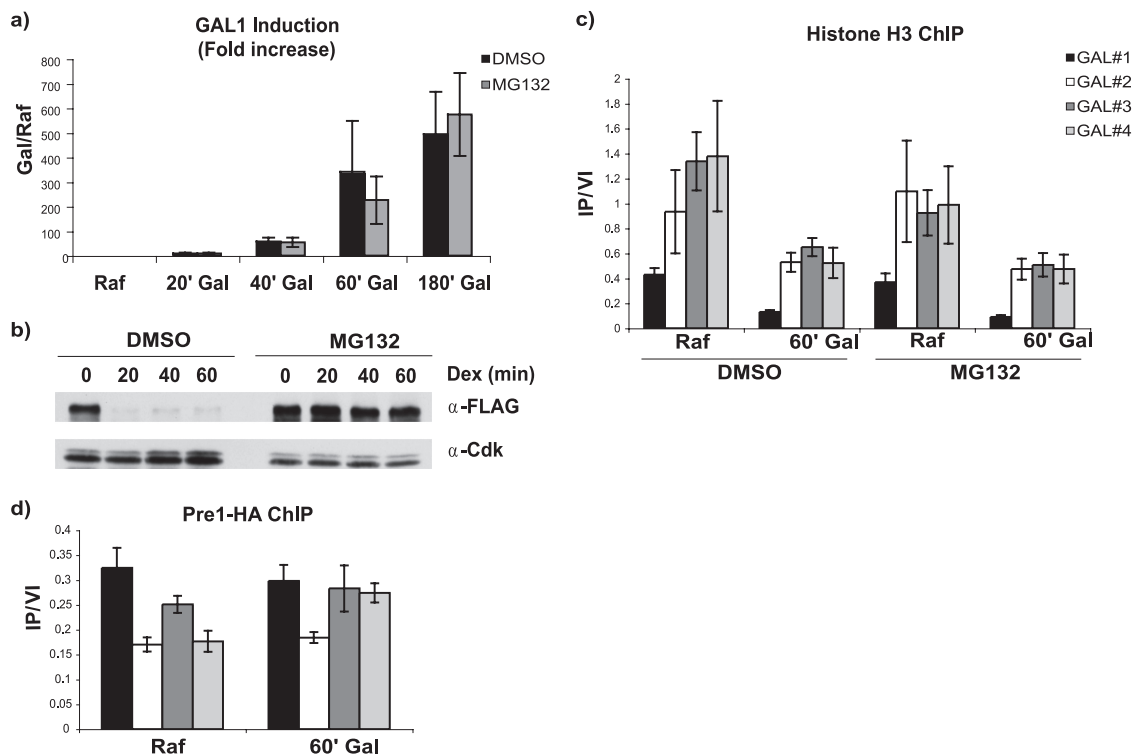 a)
GAL1 Induction
(Fold increase)
DMSO
MG132
Gal/Raf
800
700
600
500
400
300
200
100
0
Raf 20' Gal 40' Gal 60' Gal 180' Gal
b)
DMSO MG132
0 20 40 60 0 20 40 60 Dex (min)
α-FLAG
α-Cdk
c)
Histone H3 ChIP
GAL#1
GAL#2
GAL#3
GAL#4
IP/VI
2
1.8
1.6
1.4
1.2
1
0.8
0.6
0.4
0.2
0
Raf 60' Gal Raf 60' Gal
DMSO MG132
d)
Pre1-HA ChIP
IP/VI
0.4
0.35
0.3
0.25
0.2
0.15
0.1
0.05
0
Raf 60' Gal